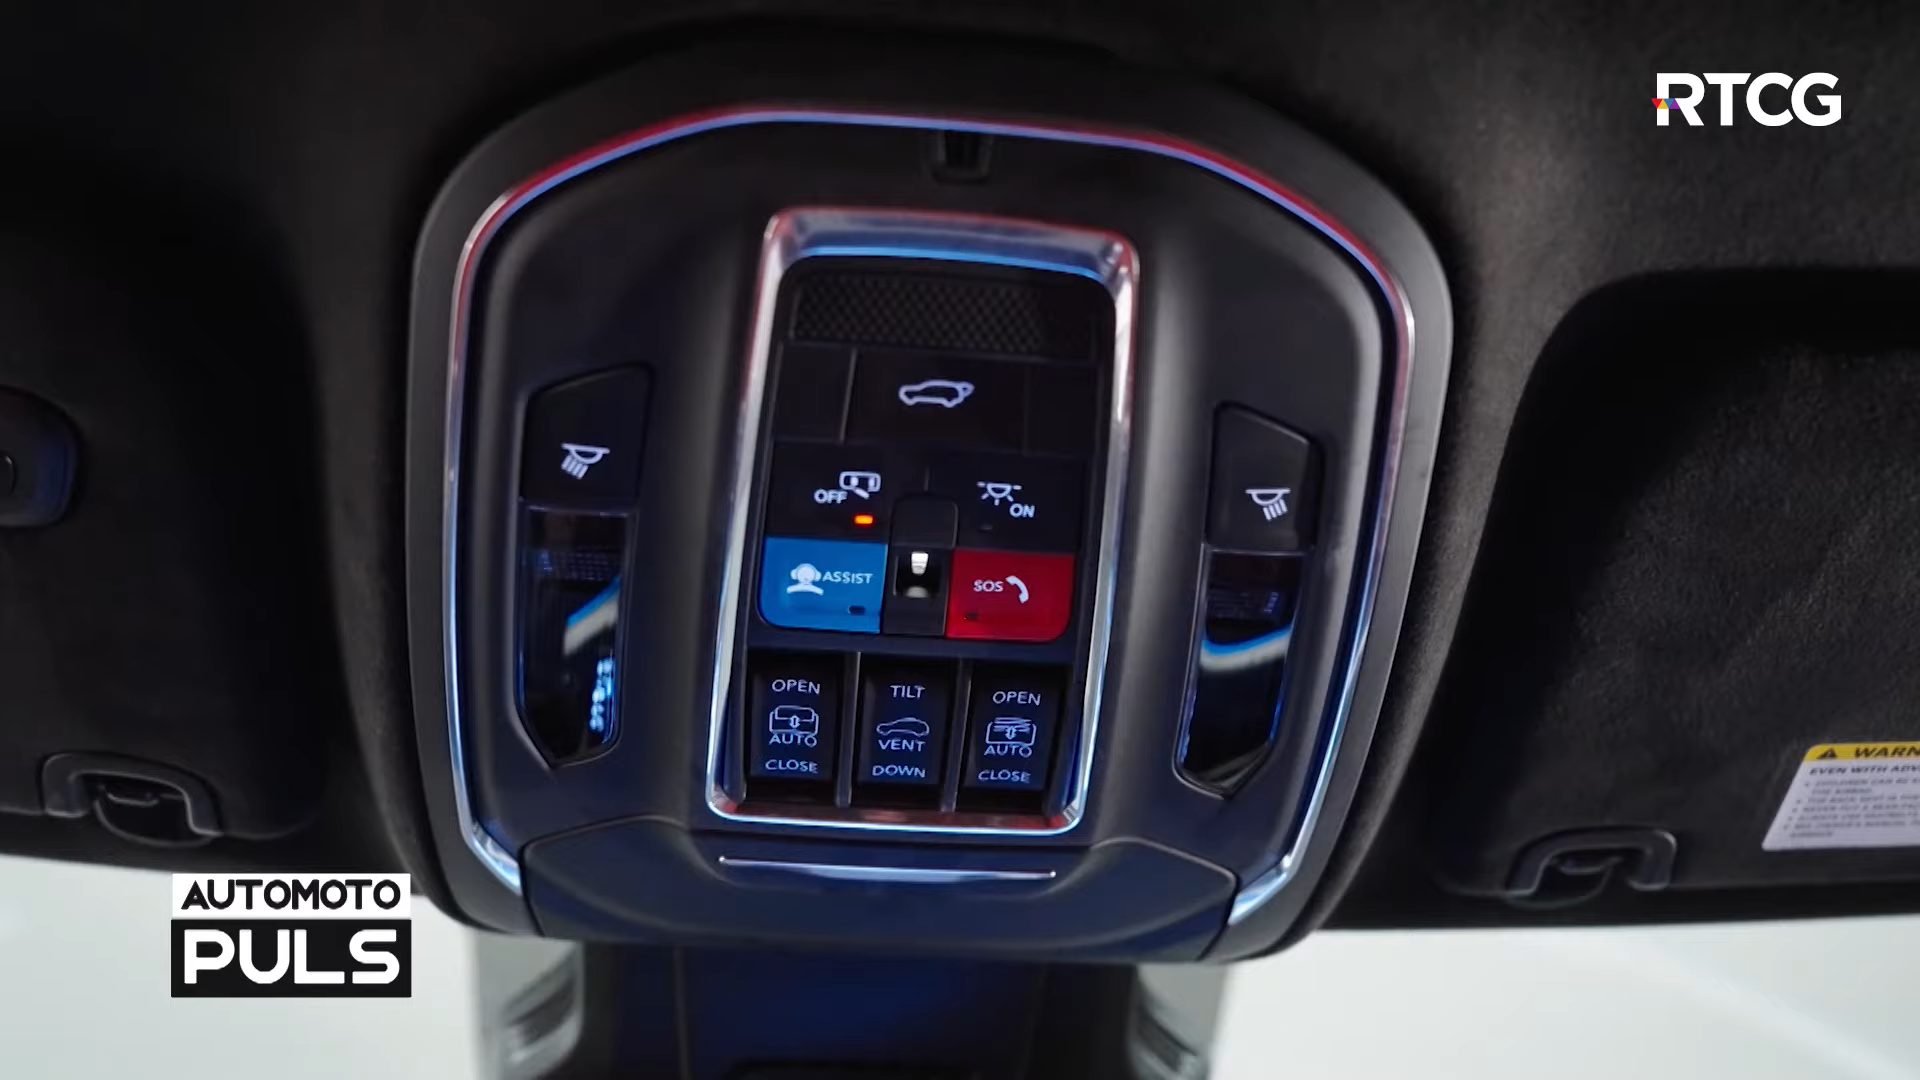 RTCG
OFF
ON
ASSIST
SOS
OPEN
AUTO
CLOSE
TILT
VENT
DOWN
OPEN
AUTO
CLOSE
WARN
EVEN WITH ADV
AUTOMOTO
PULS